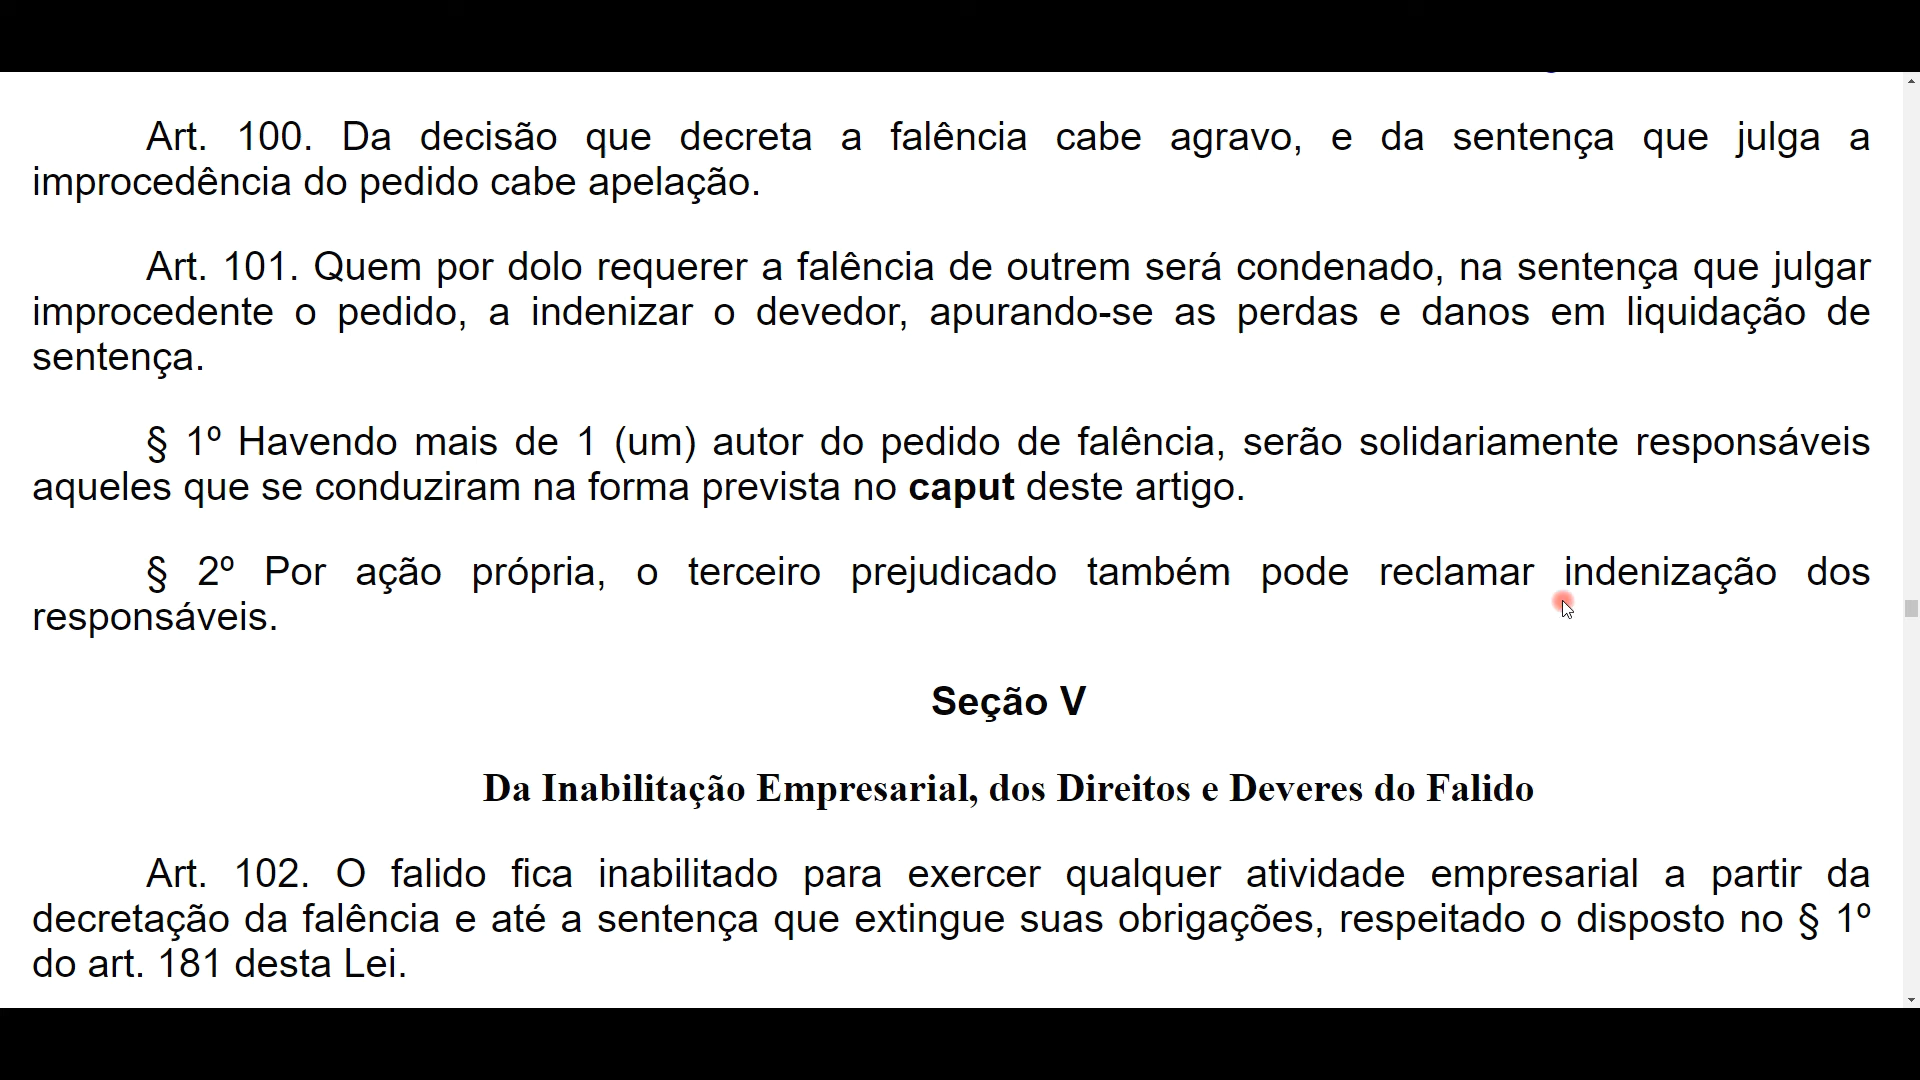 Art. 100. Da decisão que decreta a falência cabe agravo, e da sentença que julga a
improcedência do pedido cabe apelação.
Art. 101. Quem por dolo requerer a falência de outrem será condenado, na sentença que julgar
improcedente o pedido, a indenizar o devedor, apurando-se as perdas e danos em liquidação de
sentença.
§ 1º Havendo mais de 1 (um) autor do pedido de falência, serão solidariamente responsáveis
aqueles que se conduziram na forma prevista no caput deste artigo.
§ 2º Por ação própria, o terceiro prejudicado também pode reclamar indenização dos
responsáveis.
Seção V
Da Inabilitação Empresarial, dos Direitos e Deveres do Falido
Art. 102. O falido fica inabilitado para exercer qualquer atividade empresarial a partir da
decretação da falência e até a sentença que extingue suas obrigações, respeitado o disposto no § 1º
do art. 181 desta Lei.